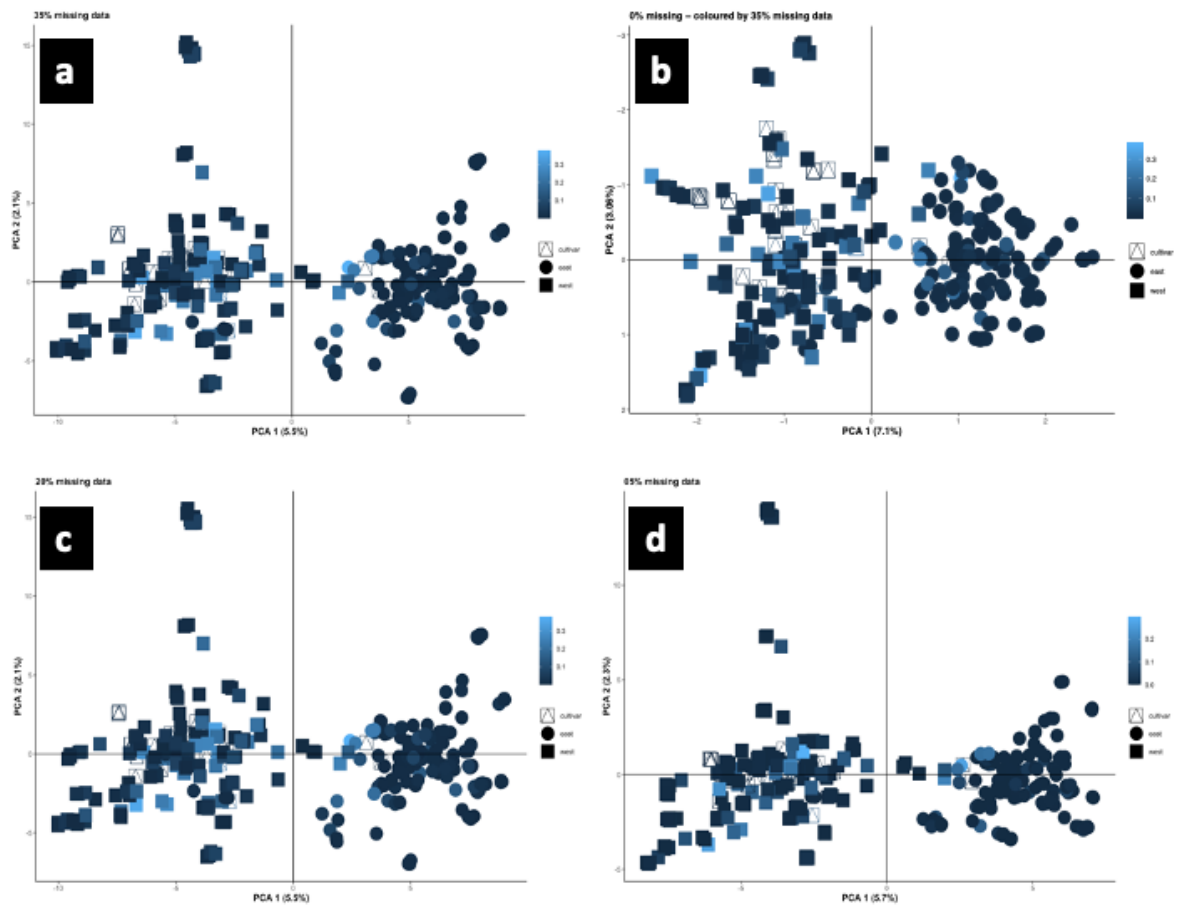 35% missing data
a
15
10
5
0
-5
-10
-5
0
5
PCA 2 (2.1%)
PCA 1 (5.5%)
0.3
0.2
0.1
cultivar
east
west
0% missing – coloured by 35% missing data
b
-3
-2
-1
0
1
2
-2
-1
0
1
2
PCA 2 (3.06%)
PCA 1 (7.1%)
0.3
0.2
0.1
cultivar
east
west
20% missing data
c
15
10
5
0
-5
-10
-5
0
5
PCA 2 (2.1%)
PCA 1 (5.5%)
0.3
0.2
0.1
cultivar
east
west
05% missing data
d
10
5
0
-5
-5
0
5
PCA 2 (2.3%)
PCA 1 (5.7%)
0.2
0.1
0.0
cultivar
east
west